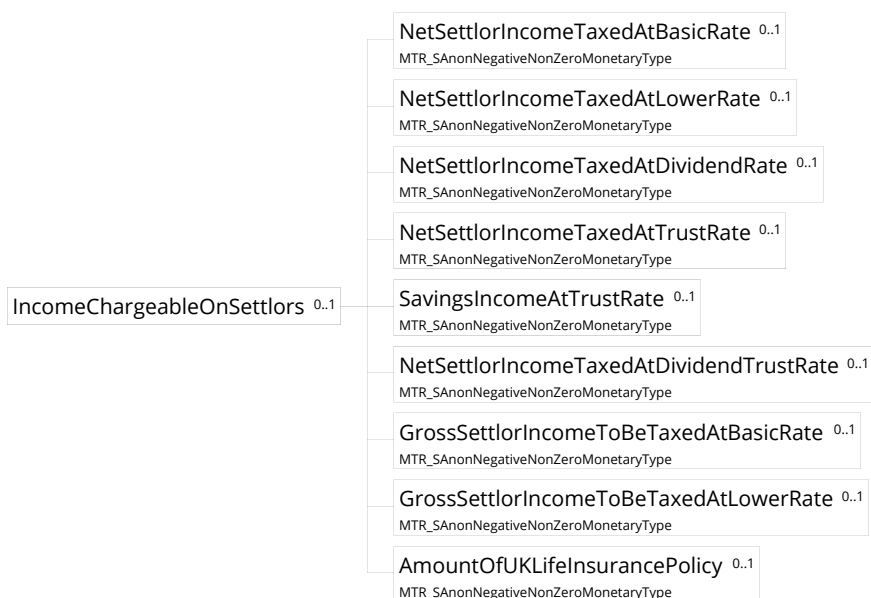 NetSettlorIncomeTaxedAtBasicRate 0..1
MTR_SAnonNegativeNonZeroMonetaryType
NetSettlorIncomeTaxedAtLowerRate 0..1
MTR_SAnonNegativeNonZeroMonetaryType
NetSettlorIncomeTaxedAtDividendRate 0..1
MTR_SAnonNegativeNonZeroMonetaryType
NetSettlorIncomeTaxedAtTrustRate 0..1
MTR_SAnonNegativeNonZeroMonetaryType
IncomeChargeableOnSettlors 0..1
SavingsIncomeAtTrustRate 0..1
MTR_SAnonNegativeNonZeroMonetaryType
NetSettlorIncomeTaxedAtDividendTrustRate 0..1
MTR_SAnonNegativeNonZeroMonetaryType
GrossSettlorIncomeToBeTaxedAtBasicRate 0..1
MTR_SAnonNegativeNonZeroMonetaryType
GrossSettlorIncomeToBeTaxedAtLowerRate 0..1
MTR_SAnonNegativeNonZeroMonetaryType
AmountOfUKLifeInsurancePolicy 0..1
MTR_SAnonNegativeNonZeroMonetaryType